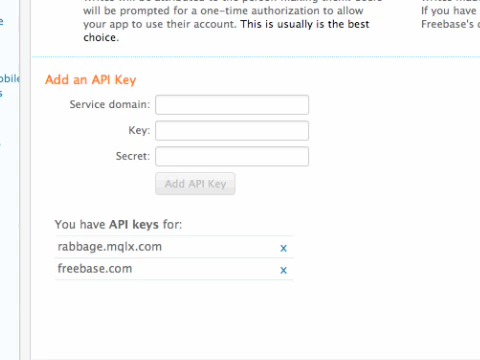 will be prompted for a one-time authorization to allow
your app to use their account. This is usually is the best
choice.
If you have
Freebase's
Add an API Key
Service domain:
Key:
Secret:
Add API Key
You have API keys for:
rabbage.mqlx.com x
freebase.com x